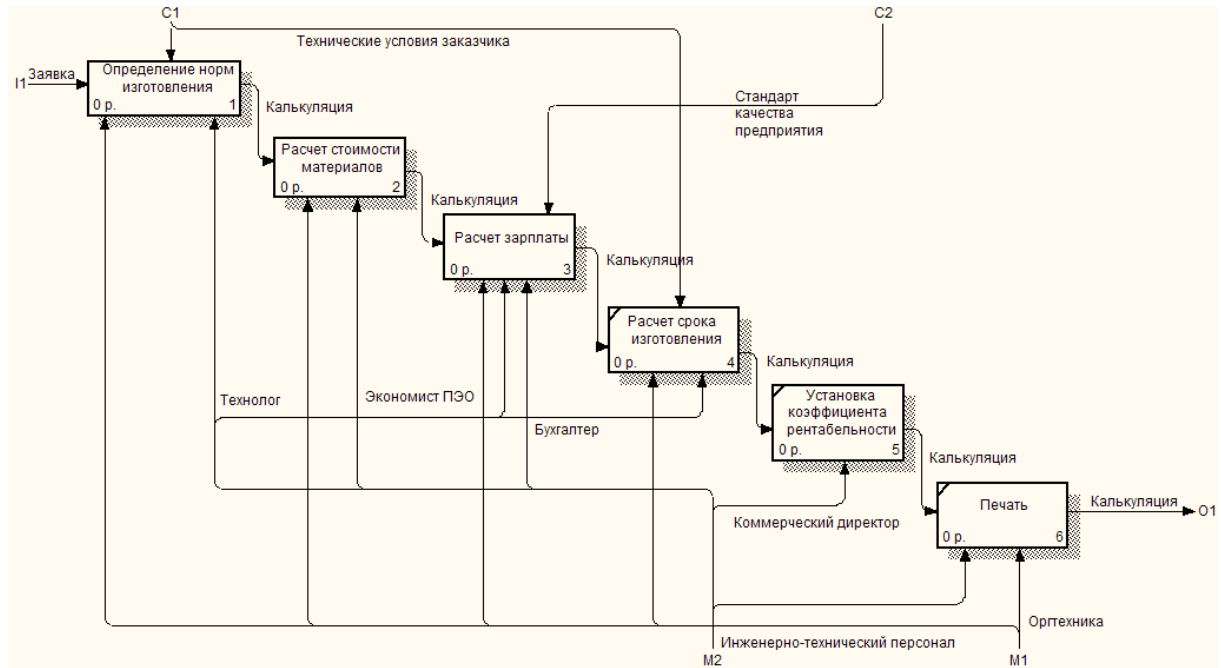 C1
C2
Технические условия заказчика
I1
Заявка
Определение норм
изготовления
0 р.
1
Калькуляция
Стандарт
качества
предприятия
Расчет стоимости
материалов
0 р.
2
Калькуляция
Расчет зарплаты
0 р.
3
Калькуляция
Расчет срока
изготовления
0 р.
4
Калькуляция
Технолог
Экономист ПЭО
Бухгалтер
Установка
коэффициента
рентабельности
0 р.
5
Калькуляция
Коммерческий директор
Печать
0 р.
6
Калькуляция
O1
Оргтехника
Инженерно-технический персонал
M2
M1